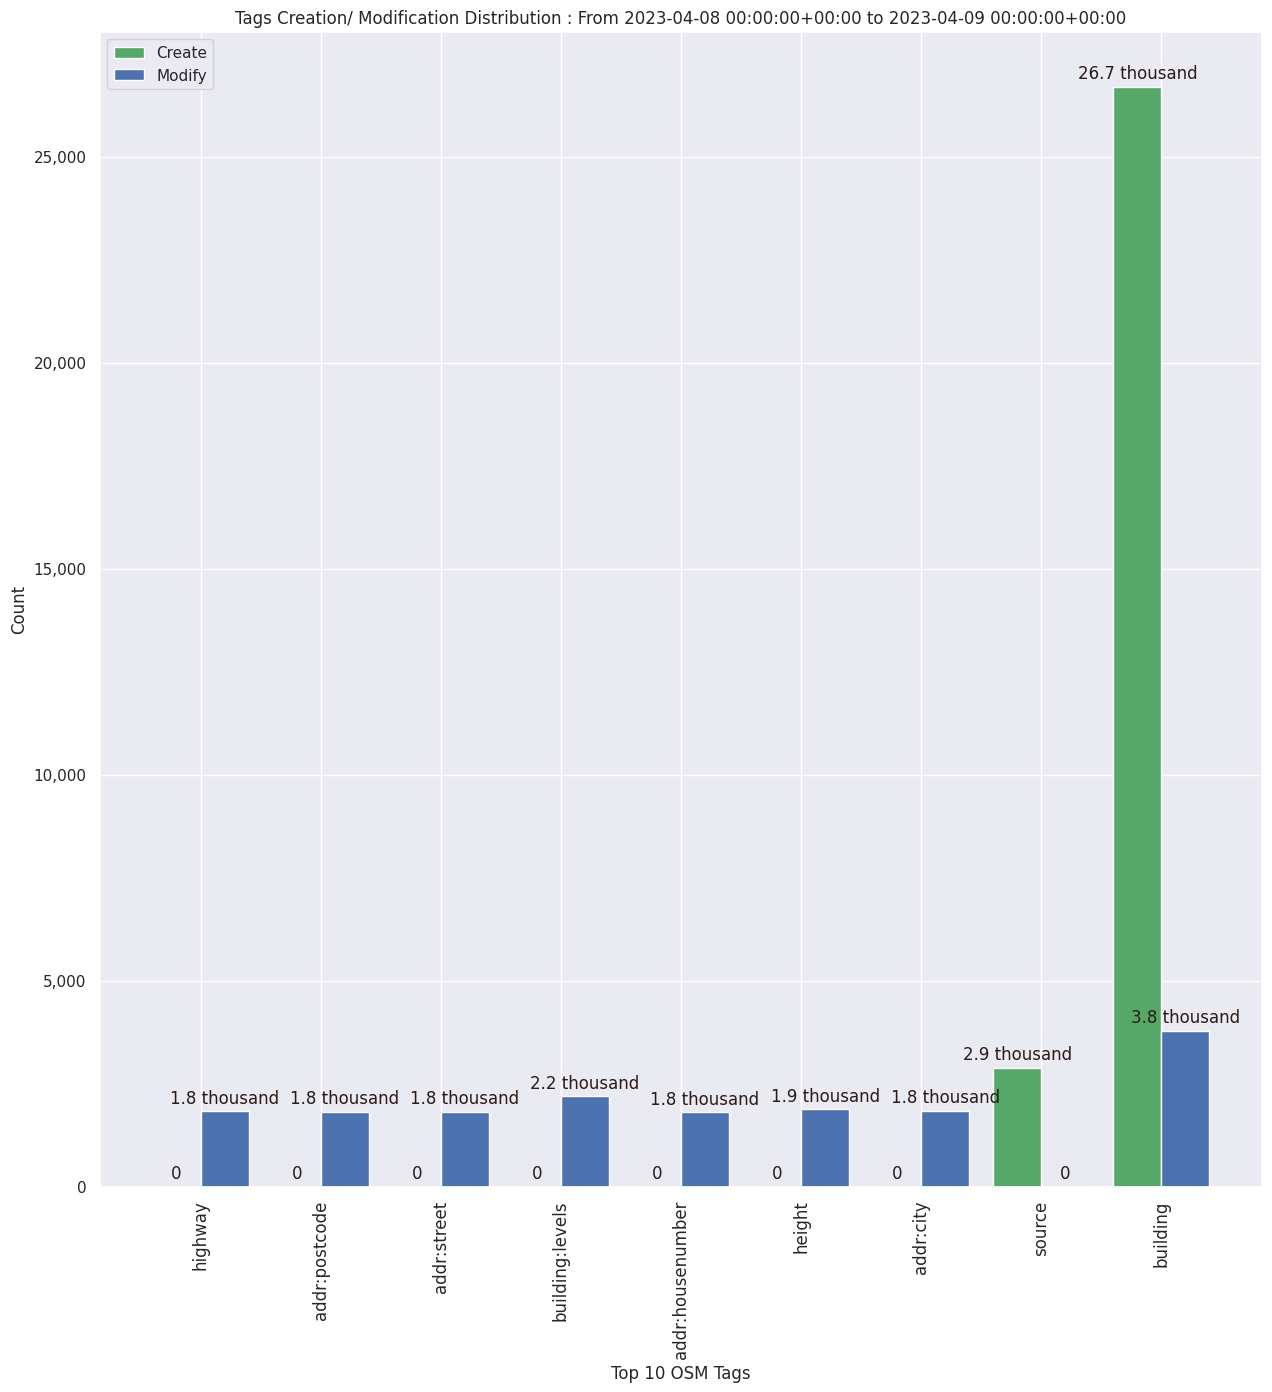 Tags Creation/ Modification Distribution : From 2023-04-08 00:00:00+00:00 to 2023-04-09 00:00:00+00:00
Create
Modify
26.7 thousand
25,000
20,000
15,000
Count
10,000
5,000
3.8 thousand
2.9 thousand
2.2 thousand
1.8 thousand
1.8 thousand
1.8 thousand
1.8 thousand
1.9 thousand
1.8 thousand
0
0
0
0
0
0
0
0
0
highway
addr:postcode
addr:street
building:levels
addr:housenumber
height
addr:city
source
building
Top 10 OSM Tags